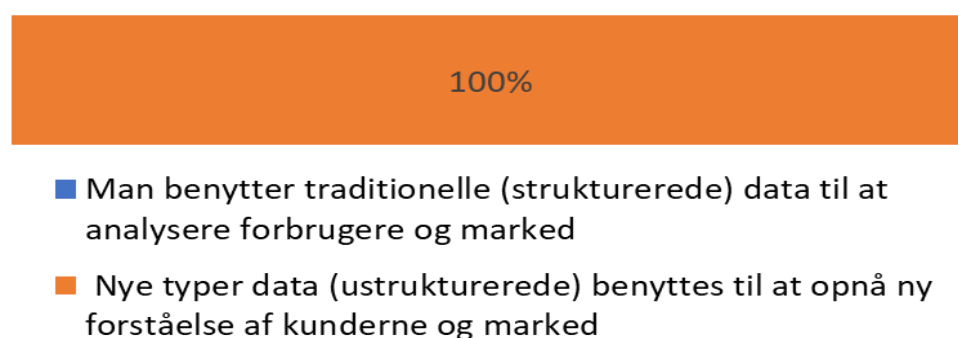 100%
Man benytter traditionelle (strukturerede) data til at
analysere forbrugere og marked
Nye typer data (ustrukturerede) benyttes til at opnå ny
forståelse af kunderne og marked